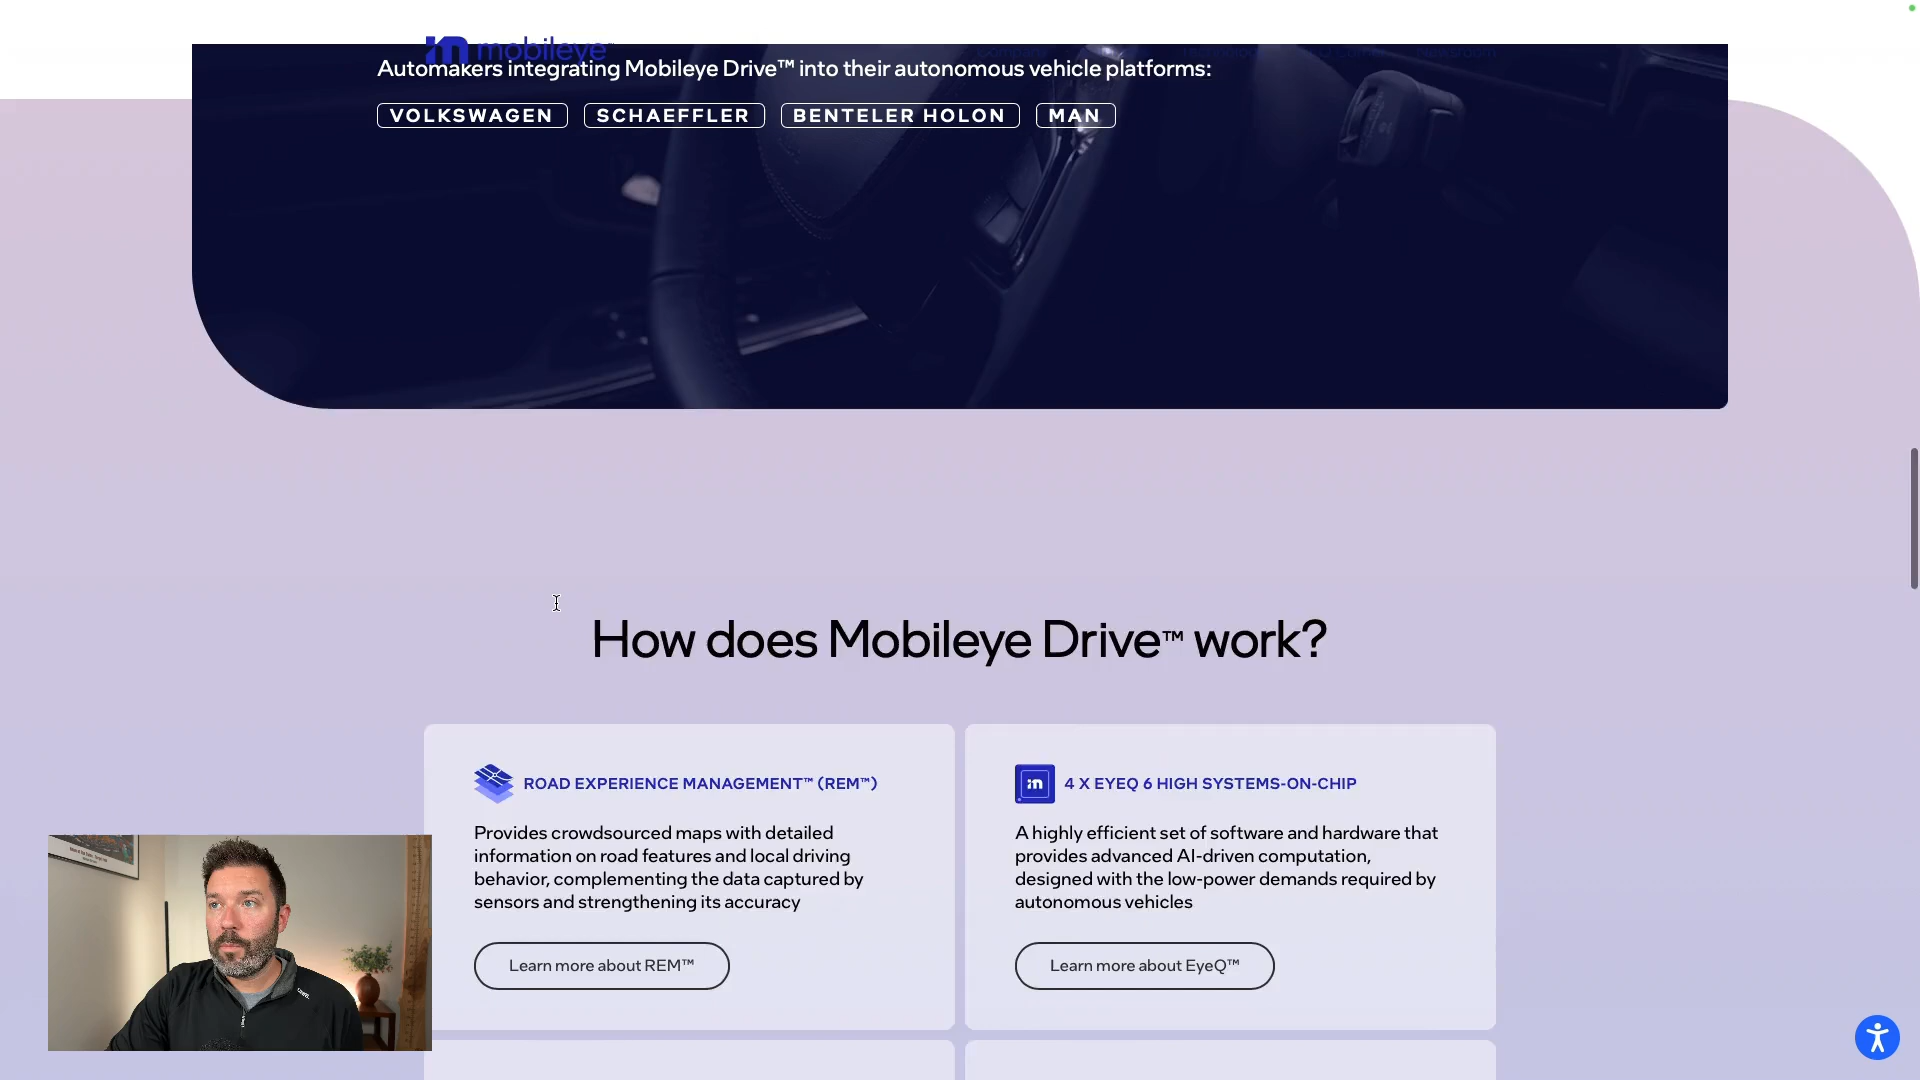 mobileye™
Automakers integrating Mobileye Drive™ into their autonomous vehicle platforms:
VOLKSWAGEN
SCHAEFFLER
BENTELER HOLON
MAN
How does Mobileye Drive™ work?
ROAD EXPERIENCE MANAGEMENT™ (REM™)
Provides crowdsourced maps with detailed
information on road features and local driving
behavior, complementing the data captured by
sensors and strengthening its accuracy
Learn more about REM™
4 X EYEQ 6 HIGH SYSTEMS-ON-CHIP
A highly efficient set of software and hardware that
provides advanced AI-driven computation,
designed with the low-power demands required by
autonomous vehicles
Learn more about EyeQ™